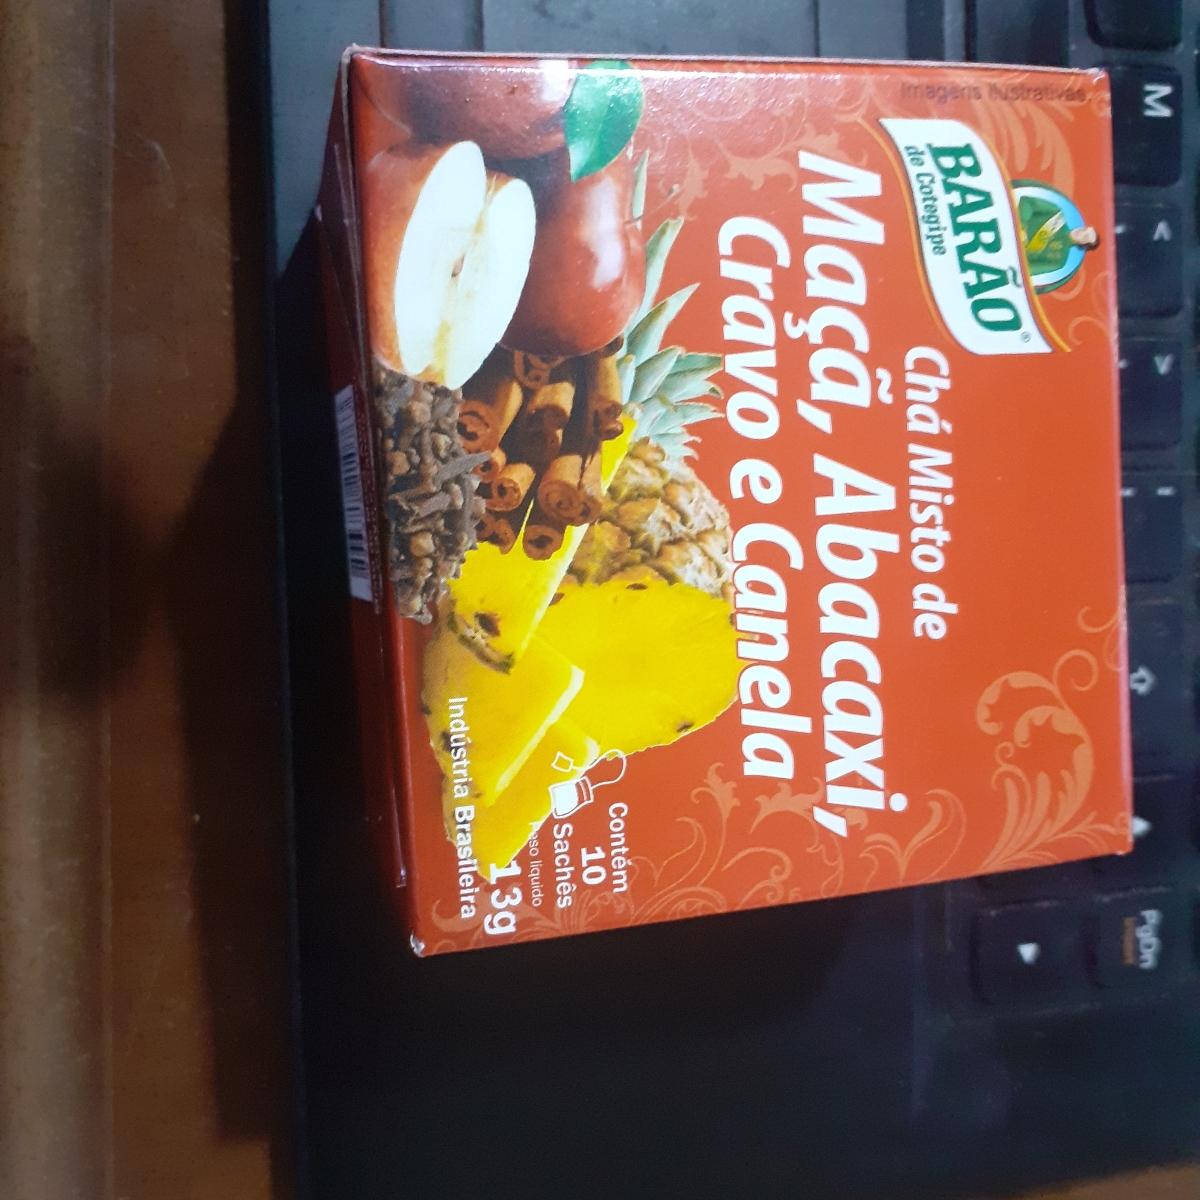 Imagens Ilustrativas.
BARÃO®
de Cotegipe
Chá Misto de
Maçã, Abacaxi,
Cravo e Canela
Contém
10
Sachês
Peso líquido
13g
Indústria Brasileira
M
<
>
PgDn